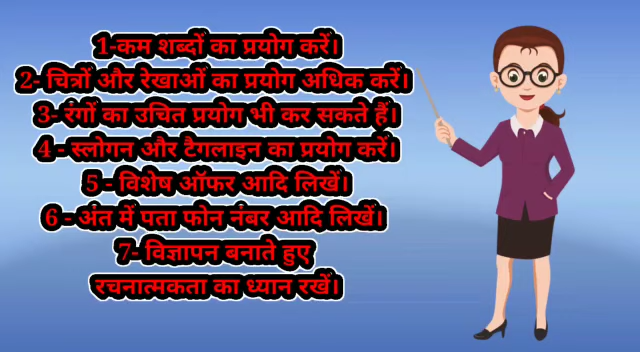 1-कम शब्दों का प्रयोग करें।
2- चित्रों और रेखाओं का प्रयोग अधिक करें।
3- रंगों का उचित प्रयोग भी कर सकते हैं।
4 - स्लोगन और टैगलाइन का प्रयोग करें।
5 - विशेष ऑफर आदि लिखें।
6 - अंत में पता फोन नंबर आदि लिखें।
7- विज्ञापन बनाते हुए
रचनात्मकता का ध्यान रखें।